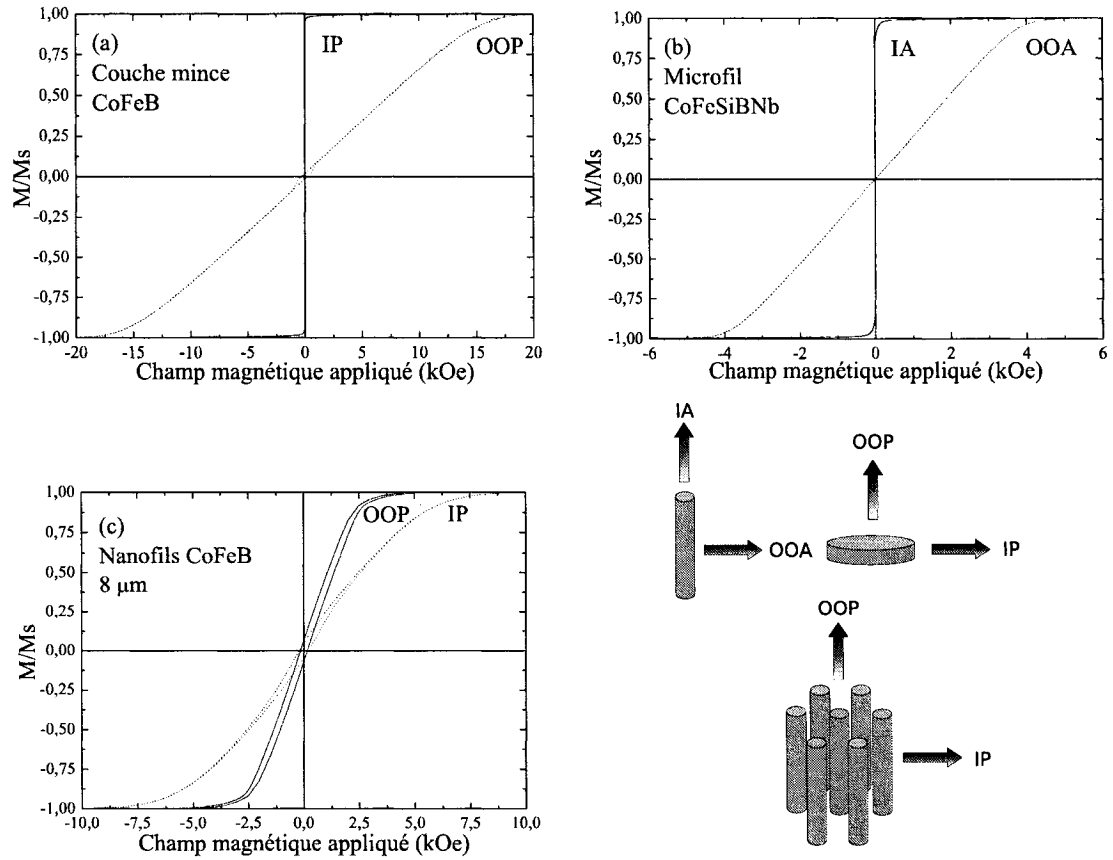 (a)
Couche mince
CoFeB
IP
OOP
1,00
0,75
0,50
0,25
0,00
-0,25
-0,50
-0,75
-1,00
M/Ms
-20 -15 -10 -5 0 5 10 15 20
Champ magnétique appliqué (kOe)
(b)
Microfil
CoFeSiBNb
IA
OOA
1,00
0,75
0,50
0,25
0,00
-0,25
-0,50
-0,75
-1,00
M/Ms
-6 -4 -2 0 2 4 6
Champ magnétique appliqué (kOe)
(c)
Nanofils CoFeB
8 μm
OOP
IP
1,00
0,75
0,50
0,25
0,00
-0,25
-0,50
-0,75
-1,00
M/Ms
-10,0 -7,5 -5,0 -2,5 0,0 2,5 5,0 7,5 10,0
Champ magnétique appliqué (kOe)
IA
OOA
OOP
IP
OOP
IP